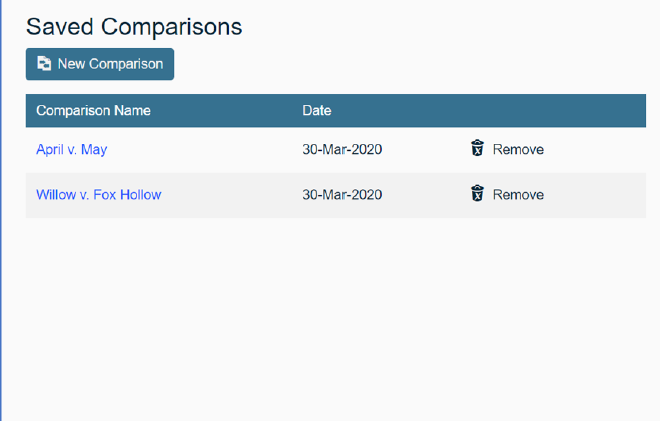 Saved Comparisons
New Comparison
Comparison Name Date
April v. May 30-Mar-2020 Remove
Willow v. Fox Hollow 30-Mar-2020 Remove